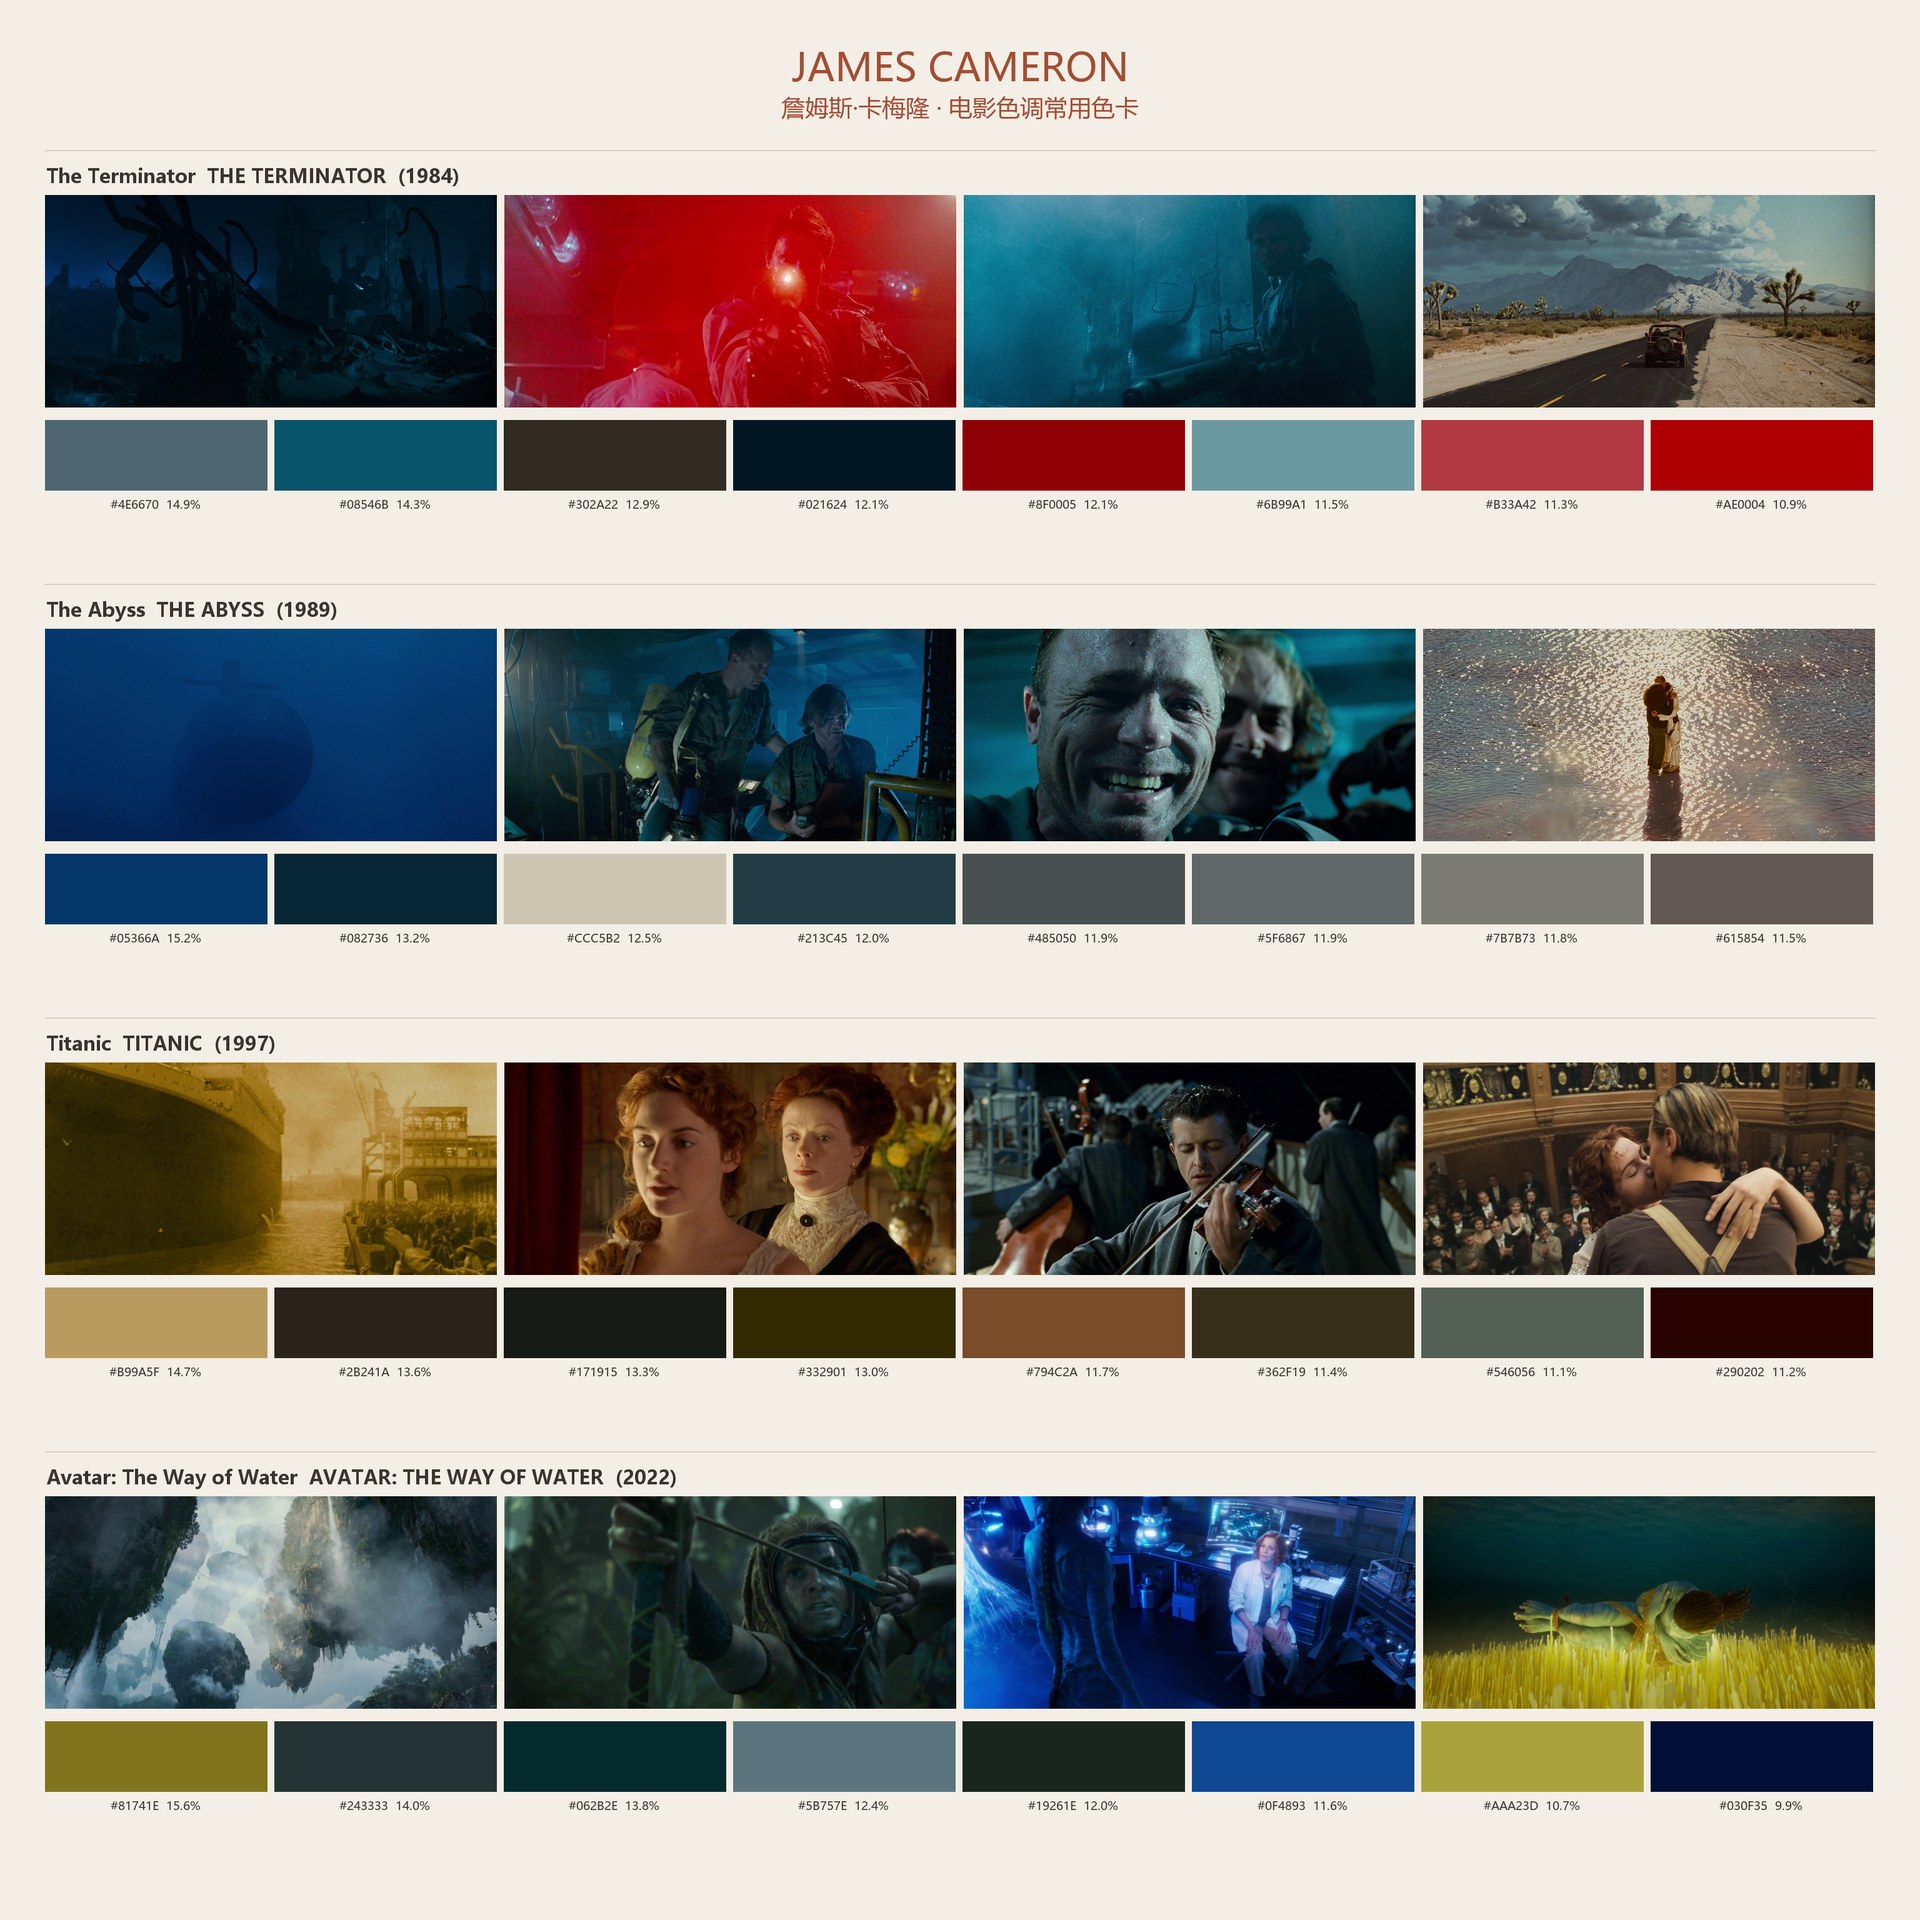 JAMES CAMERON
詹姆斯·卡梅隆 · 电影色调常用色卡
The Terminator  THE TERMINATOR  (1984)
#4E6670  14.9%  #08546B  14.3%  #302A22  12.9%  #021624  12.1%  #8F0005  12.1%  #6B99A1  11.5%  #B33A42  11.3%  #AE0004  10.9%
The Abyss  THE ABYSS  (1989)
#05366A  15.2%  #082736  13.2%  #CCC5B2  12.5%  #213C45  12.0%  #485050  11.9%  #5F6867  11.9%  #7B7B73  11.8%  #615854  11.5%
Titanic  TITANIC  (1997)
#B99A5F  14.7%  #2B241A  13.6%  #171915  13.3%  #332901  13.0%  #794C2A  11.7%  #362F19  11.4%  #546056  11.1%  #290202  11.2%
Avatar: The Way of Water  AVATAR: THE WAY OF WATER  (2022)
#81741E  15.6%  #243333  14.0%  #062B2E  13.8%  #5B757E  12.4%  #19261E  12.0%  #0F4893  11.6%  #AAA23D  10.7%  #030F35  9.9%